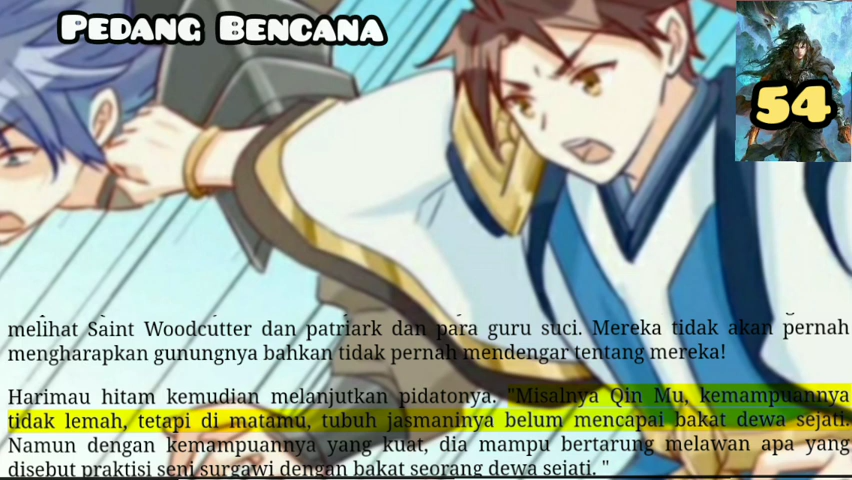 PEDANG BENCANA
54
melihat Saint Woodcutter dan patriark dan para guru suci. Mereka tidak akan pernah
mengharapkan gunungnya bahkan tidak pernah mendengar tentang mereka!
Harimau hitam kemudian melanjutkan pidatonya. "Misalnya Qin Mu, kemampuannya
tidak lemah, tetapi di matamu, tubuh jasmaninya belum mencapai bakat dewa sejati.
Namun dengan kemampuannya yang kuat, dia mampu bertarung melawan apa yang
disebut praktisi seni surgawi dengan bakat seorang dewa sejati. "